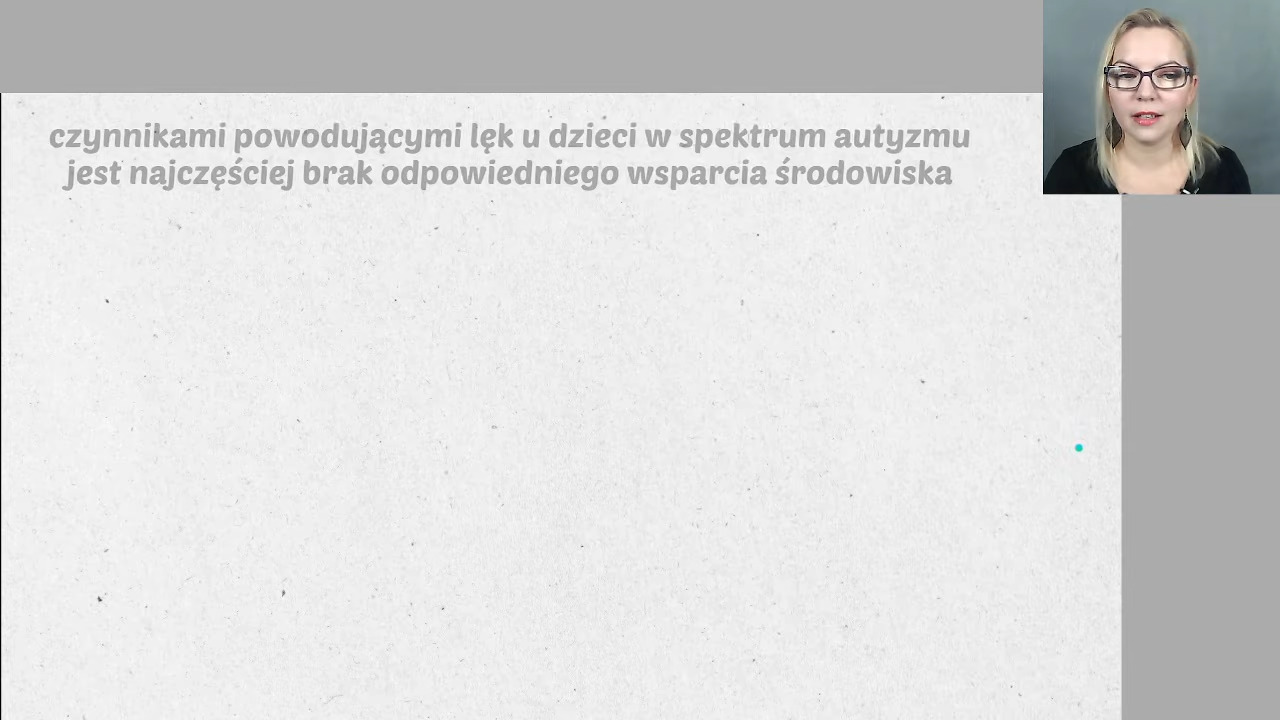 czynnikami powodującymi lęk u dzieci w spektrum autyzmu
jest najczęściej brak odpowiedniego wsparcia środowiska